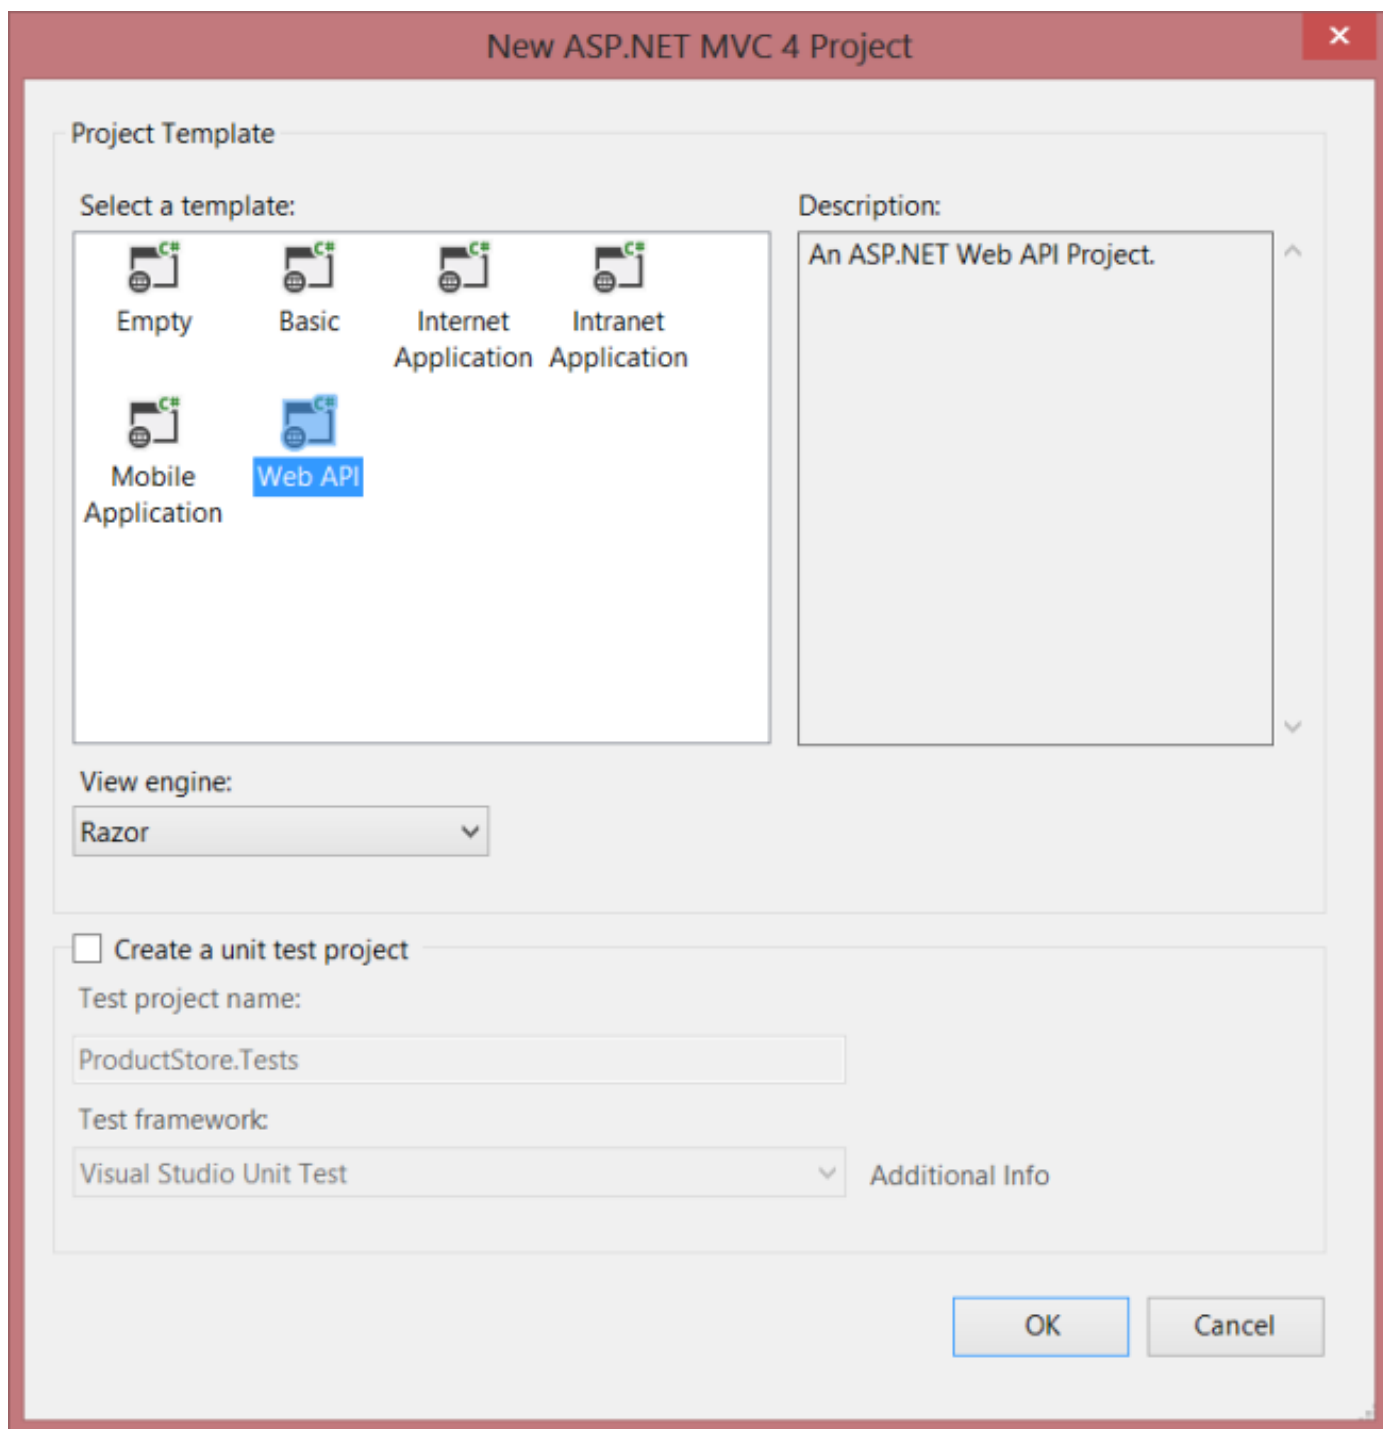 New ASP.NET MVC 4 Project
Project Template
Select a template:
Description:
C# C# C# C#
An ASP.NET Web API Project.
Empty Basic Internet Intranet
Application Application
C# C#
Mobile Web API
Application
View engine:
Razor
Create a unit test project
Test project name:
ProductStore.Tests
Test framework:
Visual Studio Unit Test
Additional Info
OK Cancel